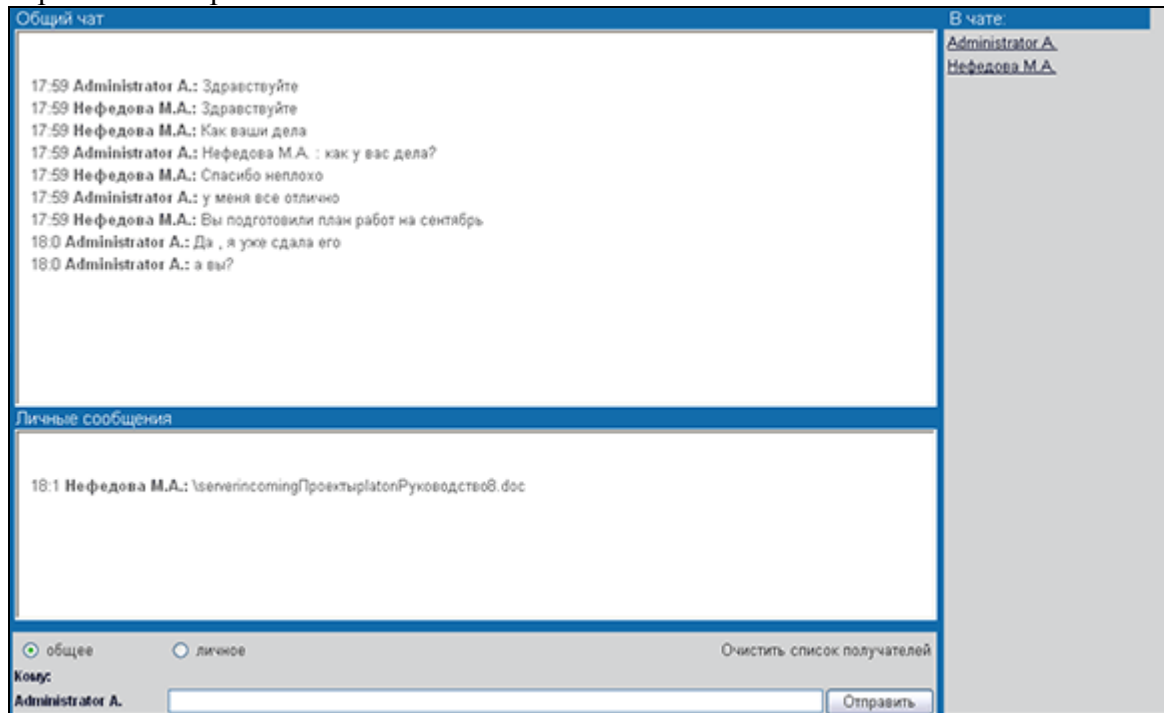 Общий чат
В чате:
Administrator A.
Нефедова М.А.
17:59 Administrator A.: Здравствуйте
17:59 Нефедова М.А.: Здравствуйте
17:59 Нефедова М.А.: Как ваши дела
17:59 Administrator A.: Нефедова М.А. : как у вас дела?
17:59 Нефедова М.А.: Спасибо неплохо
17:59 Administrator A.: у меня все отлично
17:59 Нефедова М.А.: Вы подготовили план работ на сентябрь
18:0 Administrator A.: Да , я уже сдала его
18:0 Administrator A.: а вы?
Личные сообщения
18:1 Нефедова М.А.: \serverincomingПроектыplatonРуководство8.doc
общее личное Очистить список получателей
Кому:
Administrator A. Отправить